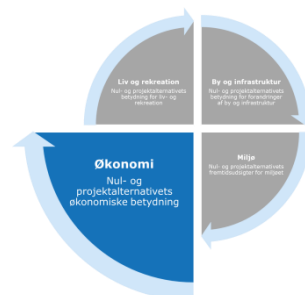 Liv og rekreation
Nul- og projektalternativets
betydning for liv- og
rekreation
By og infrastruktur
Nul- og projektalternativets
betydning for forandringer
af by og infrastruktur
Økonomi
Nul- og
projektalternativets
økonomiske betydning
Miljø
Nul- og projektalternativets
fremtidsudsigter for miljøet